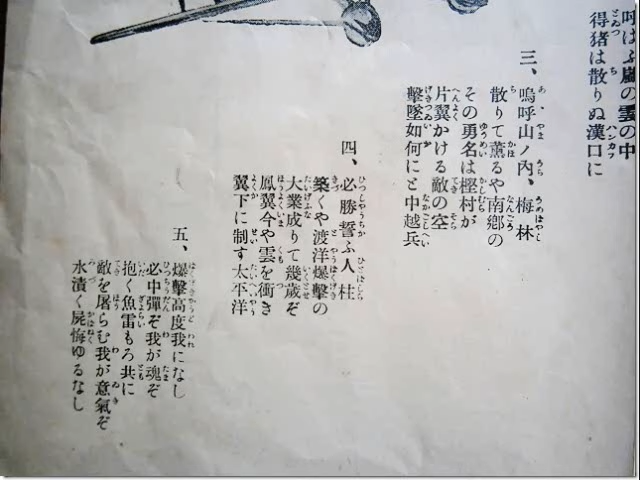 呼ばふ嵐の雲の中
得猪は散りぬ漢口に
三、嗚呼山ノ內、梅林
散りて薫るや南鄕の
その勇名は樫村が
片翼かける敵の空
擊墜如何にと中越兵
四、必勝誓ふ人柱
築くや渡洋爆擊の
大業成りて幾歳ぞ
鳳翼今や雲を衝き
翼下に制す太平洋
五、爆擊高度我になし
必中彈ぞ我が魂ぞ
抱く魚雷もろ共に
敵を屠らむ我が意氣ぞ
水漬く屍悔ゆるなし